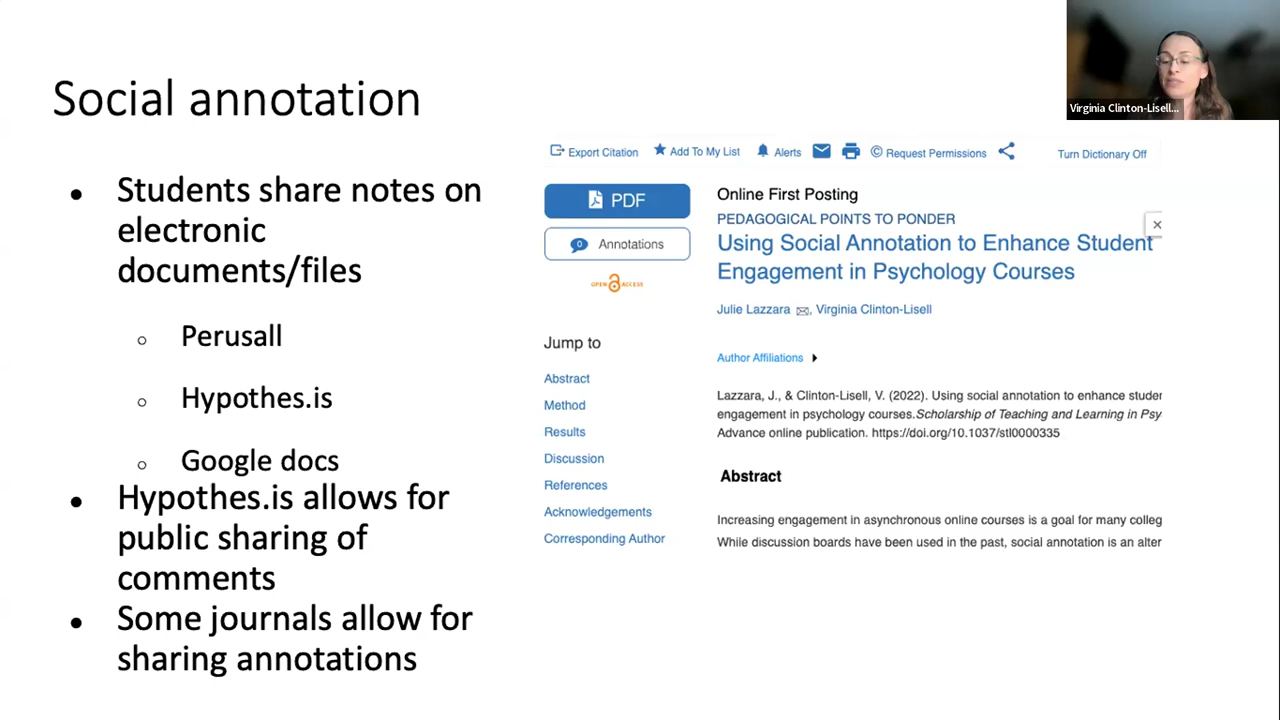 Social annotation
Students share notes on
electronic
documents/files
Perusall
Hypothes.is
Google docs
Hypothes.is allows for
public sharing of
comments
Some journals allow for
sharing annotations
Export Citation Add To My List Alerts Request Permissions Turn Dictionary Off
PDF
0 Annotations
OPEN ACCESS
Jump to
Abstract
Method
Results
Discussion
References
Acknowledgements
Corresponding Author
Online First Posting
PEDAGOGICAL POINTS TO PONDER
Using Social Annotation to Enhance Student
Engagement in Psychology Courses
Julie Lazzara , Virginia Clinton-Lisell
Author Affiliations
Lazzara, J., & Clinton-Lisell, V. (2022). Using social annotation to enhance studer
engagement in psychology courses.Scholarship of Teaching and Learning in Psy
Advance online publication. https://doi.org/10.1037/stl0000335
Abstract
Increasing engagement in asynchronous online courses is a goal for many colleg
While discussion boards have been used in the past, social annotation is an alter
Virginia Clinton-Lisell...